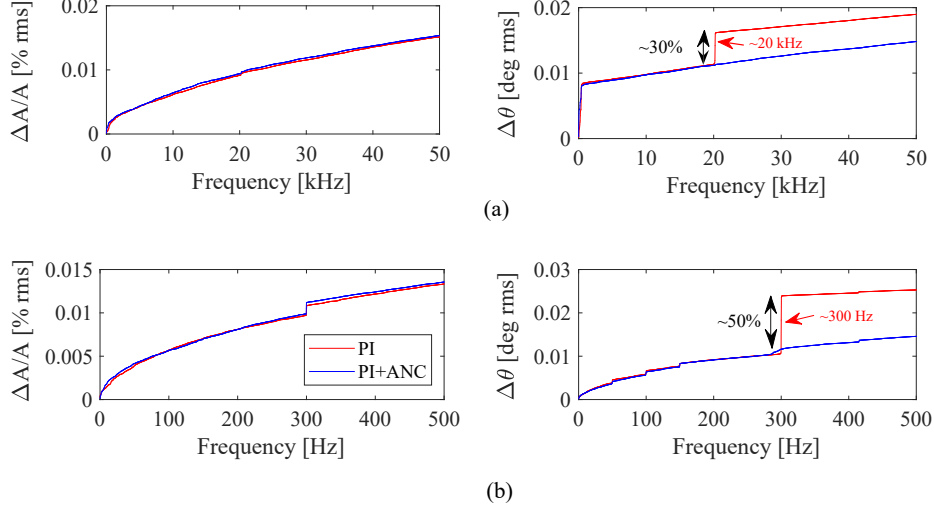 ΔA/A [% rms]
0.02
0.01
0
0 10 20 30 40 50
Frequency [kHz]
Δθ [deg rms]
0.02
0.01
0
~30%
~20 kHz
0 10 20 30 40 50
Frequency [kHz]
(a)
ΔA/A [% rms]
0.015
0.01
0.005
0
PI
PI+ANC
0 100 200 300 400 500
Frequency [Hz]
Δθ [deg rms]
0.03
0.02
0.01
0
~50%
~300 Hz
0 100 200 300 400 500
Frequency [Hz]
(b)